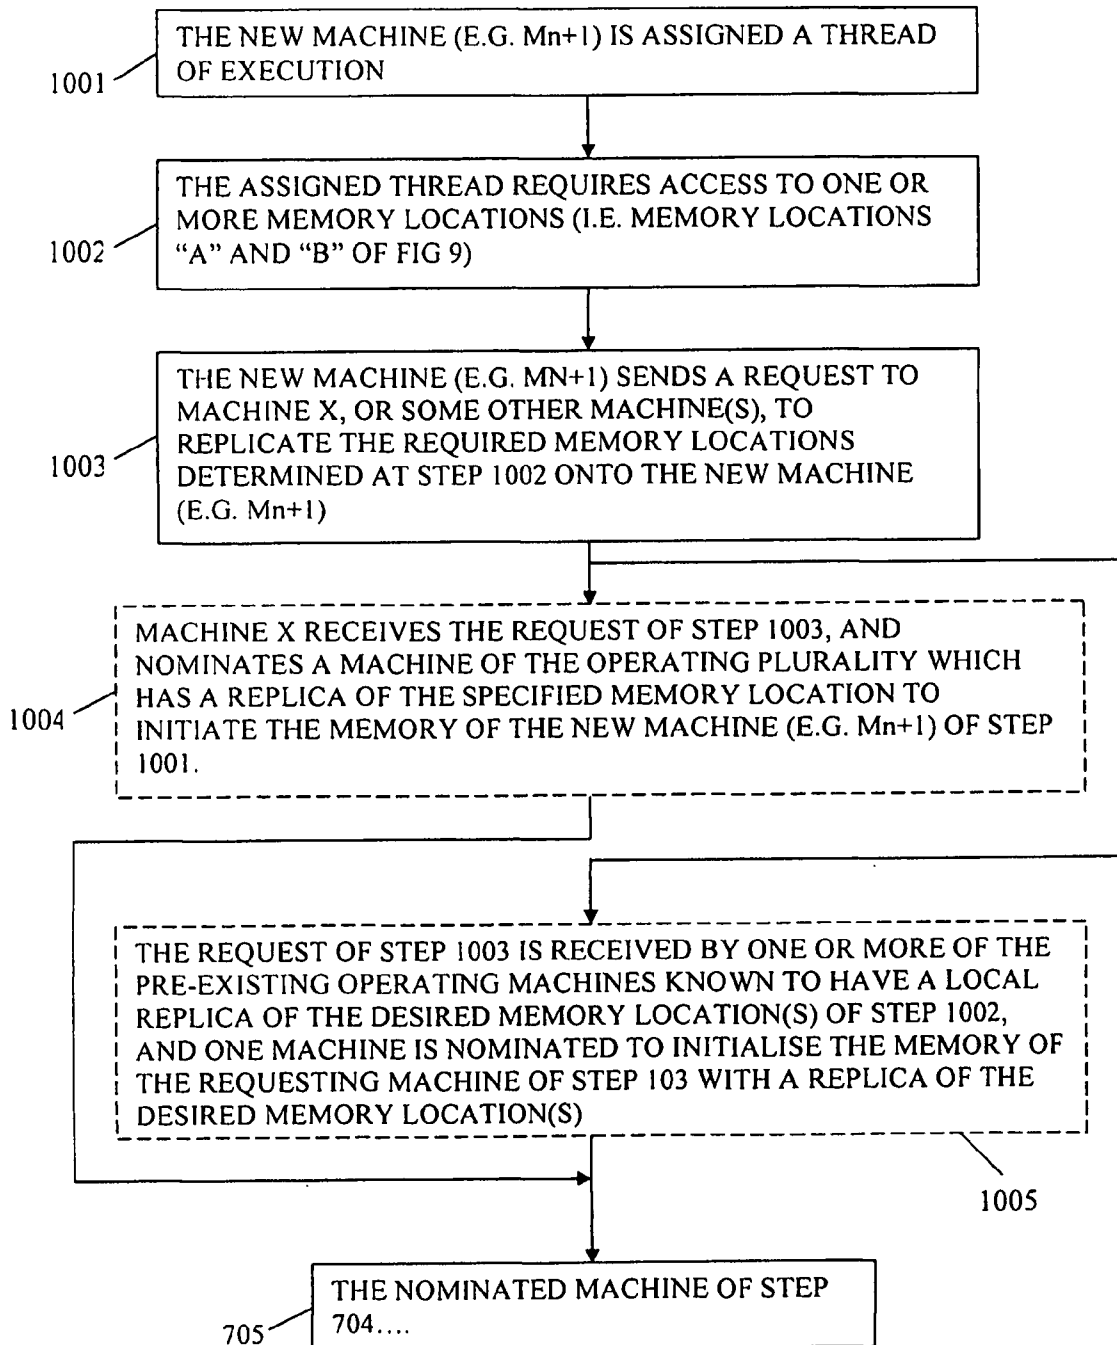 THE NEW MACHINE (E.G. Mn+1) IS ASSIGNED A THREAD
OF EXECUTION
1001
THE ASSIGNED THREAD REQUIRES ACCESS TO ONE OR
MORE MEMORY LOCATIONS (I.E. MEMORY LOCATIONS
“A” AND “B” OF FIG 9)
1002
THE NEW MACHINE (E.G. MN+1) SENDS A REQUEST TO
MACHINE X, OR SOME OTHER MACHINE(S), TO
REPLICATE THE REQUIRED MEMORY LOCATIONS
DETERMINED AT STEP 1002 ONTO THE NEW MACHINE
(E.G. Mn+1)
1003
MACHINE X RECEIVES THE REQUEST OF STEP 1003, AND
NOMINATES A MACHINE OF THE OPERATING PLURALITY WHICH
HAS A REPLICA OF THE SPECIFIED MEMORY LOCATION TO
INITIATE THE MEMORY OF THE NEW MACHINE (E.G. Mn+1) OF STEP
1001.
1004
THE REQUEST OF STEP 1003 IS RECEIVED BY ONE OR MORE OF THE
PRE-EXISTING OPERATING MACHINES KNOWN TO HAVE A LOCAL
REPLICA OF THE DESIRED MEMORY LOCATION(S) OF STEP 1002,
AND ONE MACHINE IS NOMINATED TO INITIALISE THE MEMORY OF
THE REQUESTING MACHINE OF STEP 103 WITH A REPLICA OF THE
DESIRED MEMORY LOCATION(S)
1005
THE NOMINATED MACHINE OF STEP
704....
705